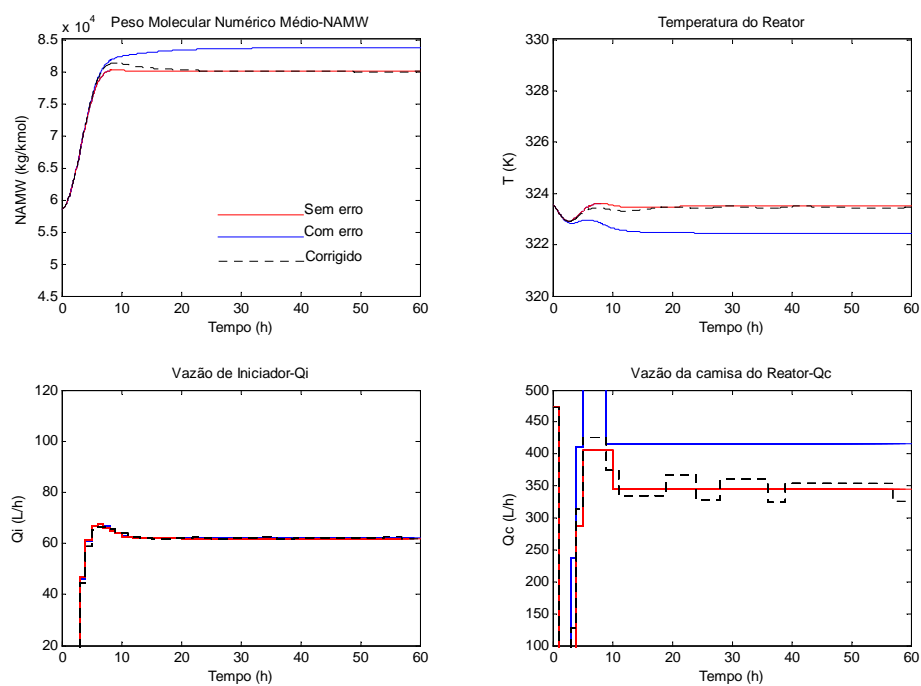 Peso Molecular Numérico Médio-NAMW
x 10^4
8.5
8
7.5
7
6.5
6
5.5
5
4.5
NAMW (kg/kmol)
Sem erro
Com erro
Corrigido
0 10 20 30 40 50 60
Tempo (h)
Temperatura do Reator
330
328
326
324
322
320
T (K)
0 10 20 30 40 50 60
Tempo (h)
Vazão de Iniciador-Qi
120
100
80
60
40
20
Qi (L/h)
0 10 20 30 40 50 60
Tempo (h)
Vazão da camisa do Reator-Qc
500
450
400
350
300
250
200
150
100
Qc (L/h)
0 10 20 30 40 50 60
Tempo (h)